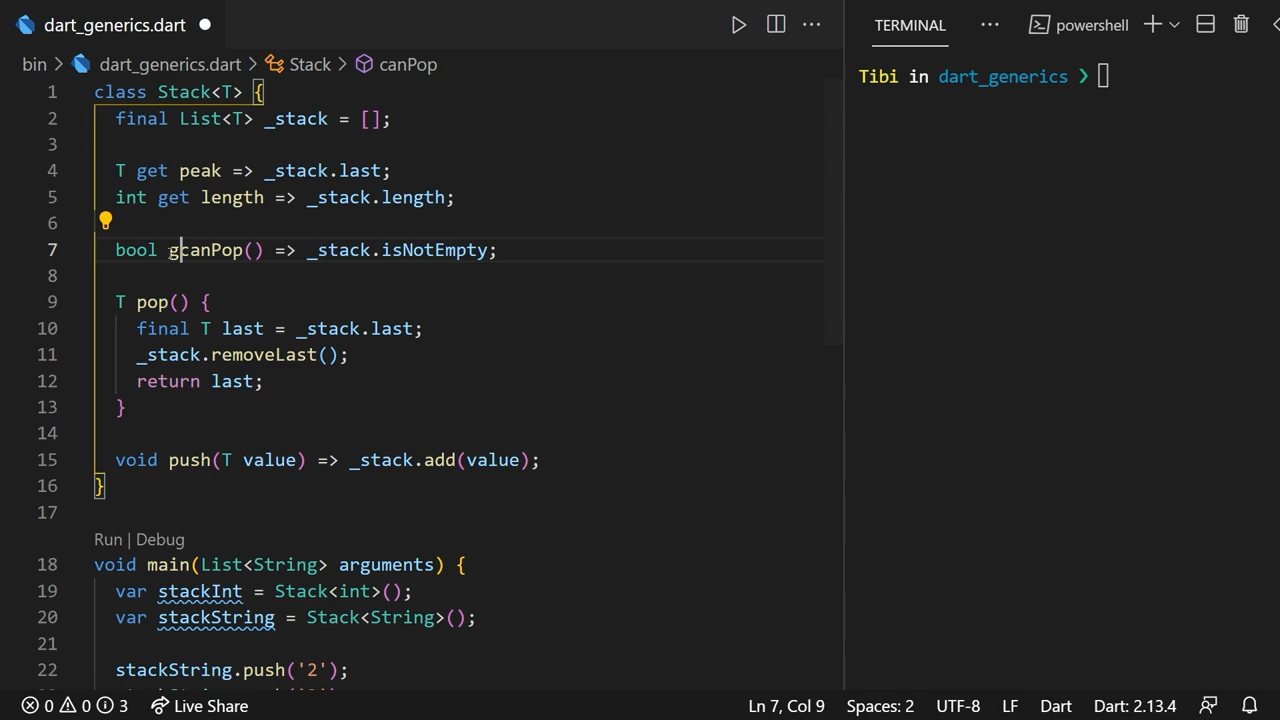 dart_generics.dart
TERMINAL
powershell
bin
dart_generics.dart
Stack
canPop
Tibi in dart_generics ❯
1 class Stack<T> {
2 final List<T> _stack = [];
3
4 T get peak => _stack.last;
5 int get length => _stack.length;
6
7 bool gcanPop() => _stack.isNotEmpty;
8
9 T pop() {
10 final T last = _stack.last;
11 _stack.removeLast();
12 return last;
13 }
14
15 void push(T value) => _stack.add(value);
16 }
17
Run | Debug
18 void main(List<String> arguments) {
19 var stackInt = Stack<int>();
20 var stackString = Stack<String>();
21
22 stackString.push('2');
0 0 3 Live Share Ln 7, Col 9 Spaces: 2 UTF-8 LF Dart Dart: 2.13.4